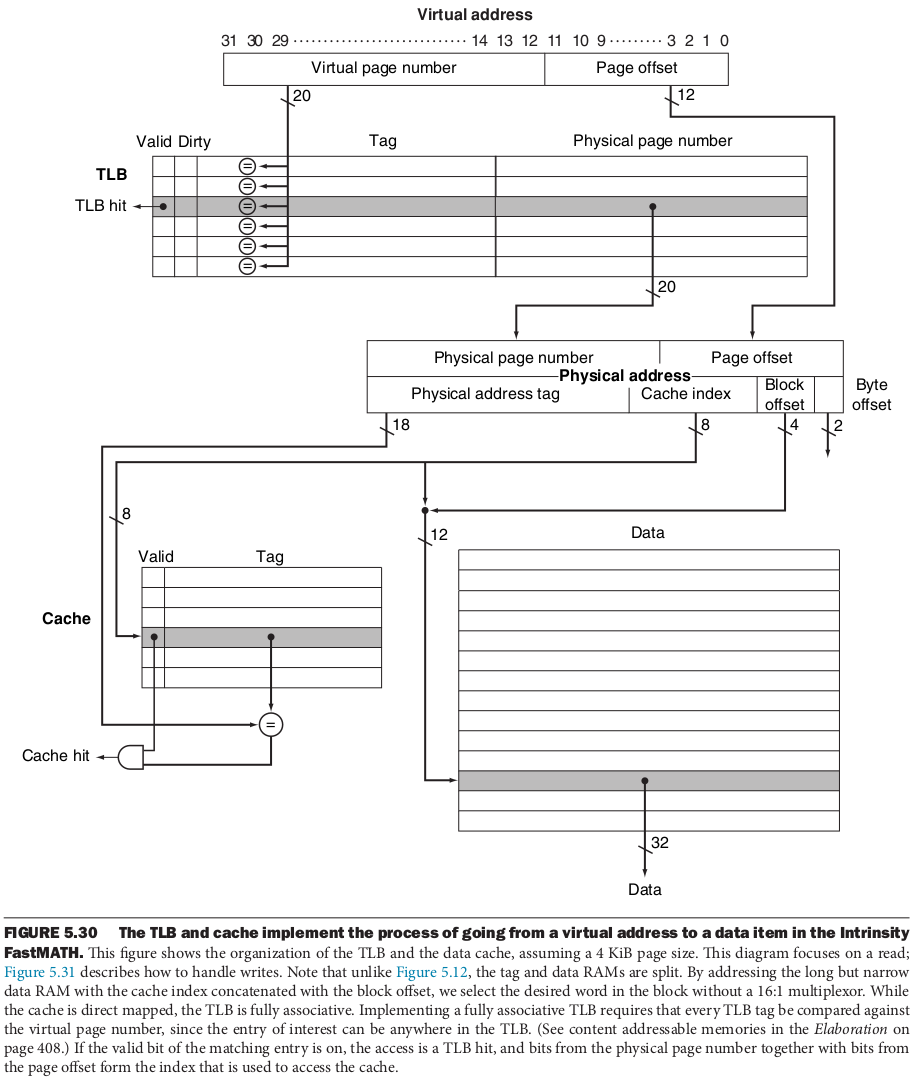 Virtual address
31 30 29 ·························· 14 13 12 11 10 9 ········· 3 2 1 0
Virtual page number Page offset
20 12
Valid Dirty Tag Physical page number
TLB
=
=
TLB hit =
=
=
=
20
Physical page number Page offset
Physical address
Physical address tag Cache index Block offset Byte offset
18 8 4 2
8
12
Data
Valid Tag
Cache
=
Cache hit
32
Data
FIGURE 5.30 The TLB and cache implement the process of going from a virtual address to a data item in the Intrinsity
FastMATH. This figure shows the organization of the TLB and the data cache, assuming a 4 KiB page size. This diagram focuses on a read;
Figure 5.31 describes how to handle writes. Note that unlike Figure 5.12, the tag and data RAMs are split. By addressing the long but narrow
data RAM with the cache index concatenated with the block offset, we select the desired word in the block without a 16:1 multiplexor. While
the cache is direct mapped, the TLB is fully associative. Implementing a fully associative TLB requires that every TLB tag be compared against
the virtual page number, since the entry of interest can be anywhere in the TLB. (See content addressable memories in the Elaboration on
page 408.) If the valid bit of the matching entry is on, the access is a TLB hit, and bits from the physical page number together with bits from
the page offset form the index that is used to access the cache.